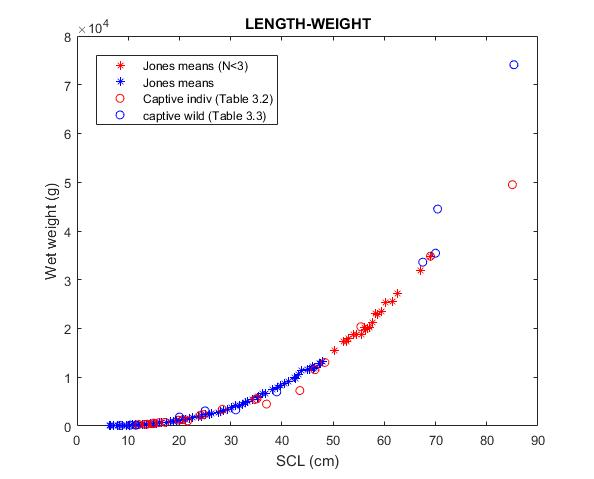 LENGTH-WEIGHT
×10⁴
8
7
6
5
4
3
2
1
0
Wet weight (g)
Jones means (N<3)
Jones means
Captive indiv (Table 3.2)
captive wild (Table 3.3)
0 10 20 30 40 50 60 70 80 90
SCL (cm)